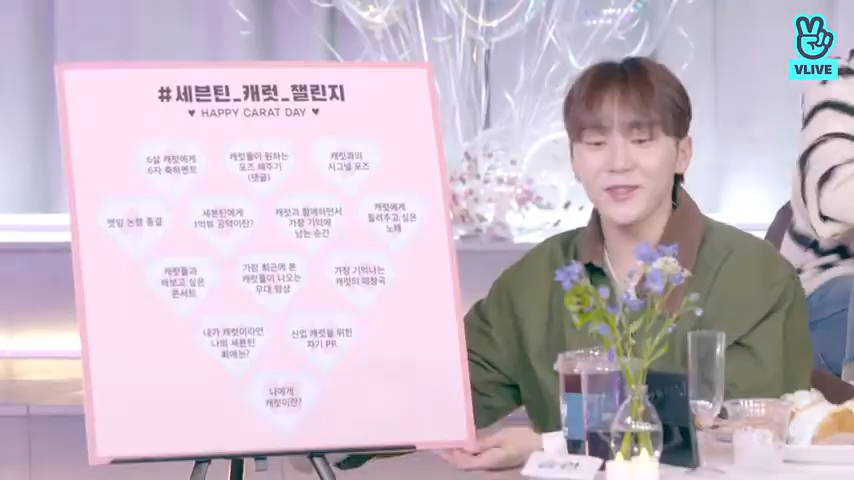 VLIVE
#세븐틴_캐럿_챌린지
♥ HAPPY CARAT DAY ♥
6살 캐럿에게
6자 축하멘트
캐럿들이 원하는
포즈 해주기
(댓글)
캐럿과의
시그널 포즈
깻잎 논쟁 종결
세븐틴에게
1억뷰 공약이란?
캐럿과 함께하면서
가장 기억에
남는 순간
캐럿에게
들려주고 싶은
노래
캐럿들과
해보고 싶은
콘서트
가장 최근에 본
캐럿들이 나오는
무대 영상
가장 기억나는
캐럿의 떼창곡
내가 캐럿이라면
나의 세븐틴
최애는?
신입 캐럿을 위한
자기 PR
나에게
캐럿이란?